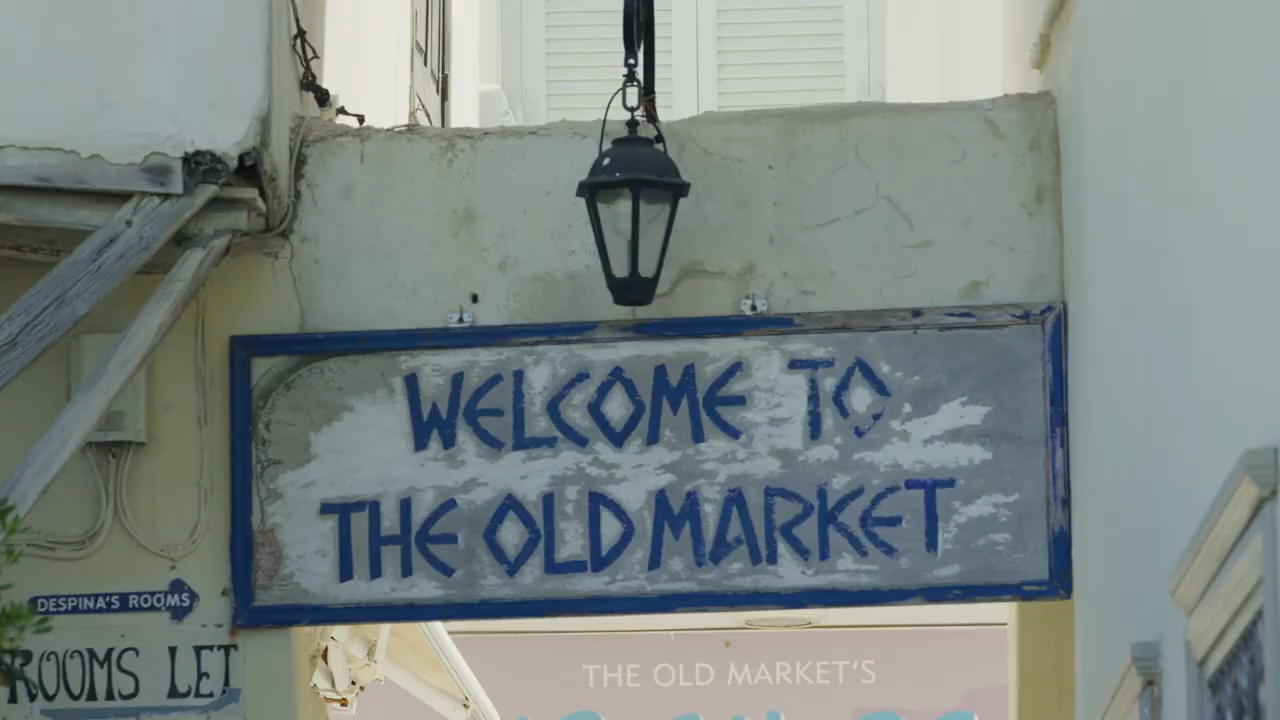 WELCOME TO
THE OLD MARKET
DESPINA'S ROOMS
ROOMS LET
THE OLD MARKET'S